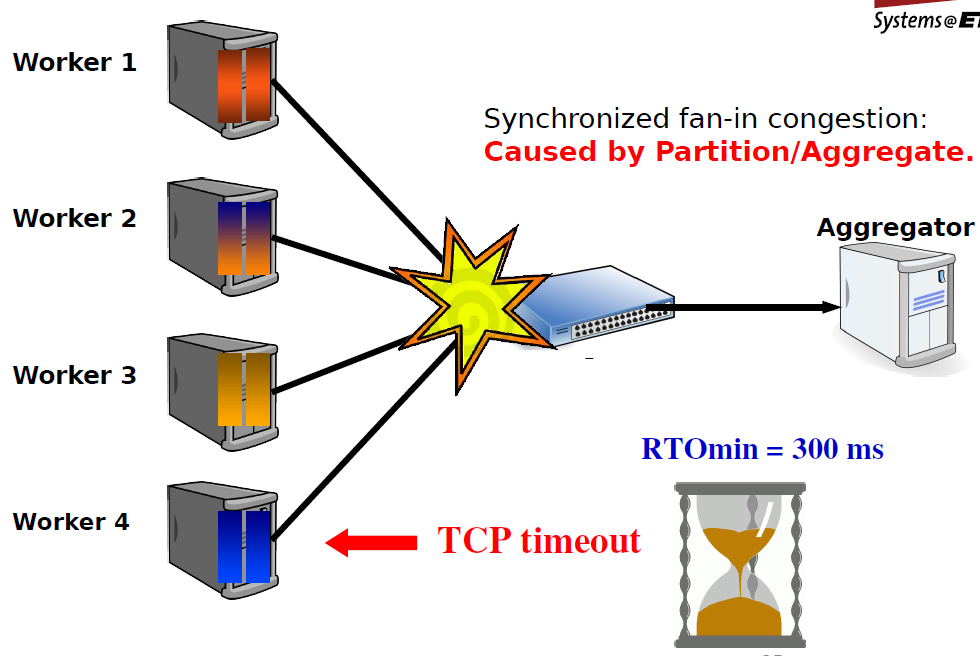 Systems@ET
Worker 1
Synchronized fan-in congestion:
Caused by Partition/Aggregate.
Worker 2
Aggregator
Worker 3
RTOmin = 300 ms
Worker 4
TCP timeout